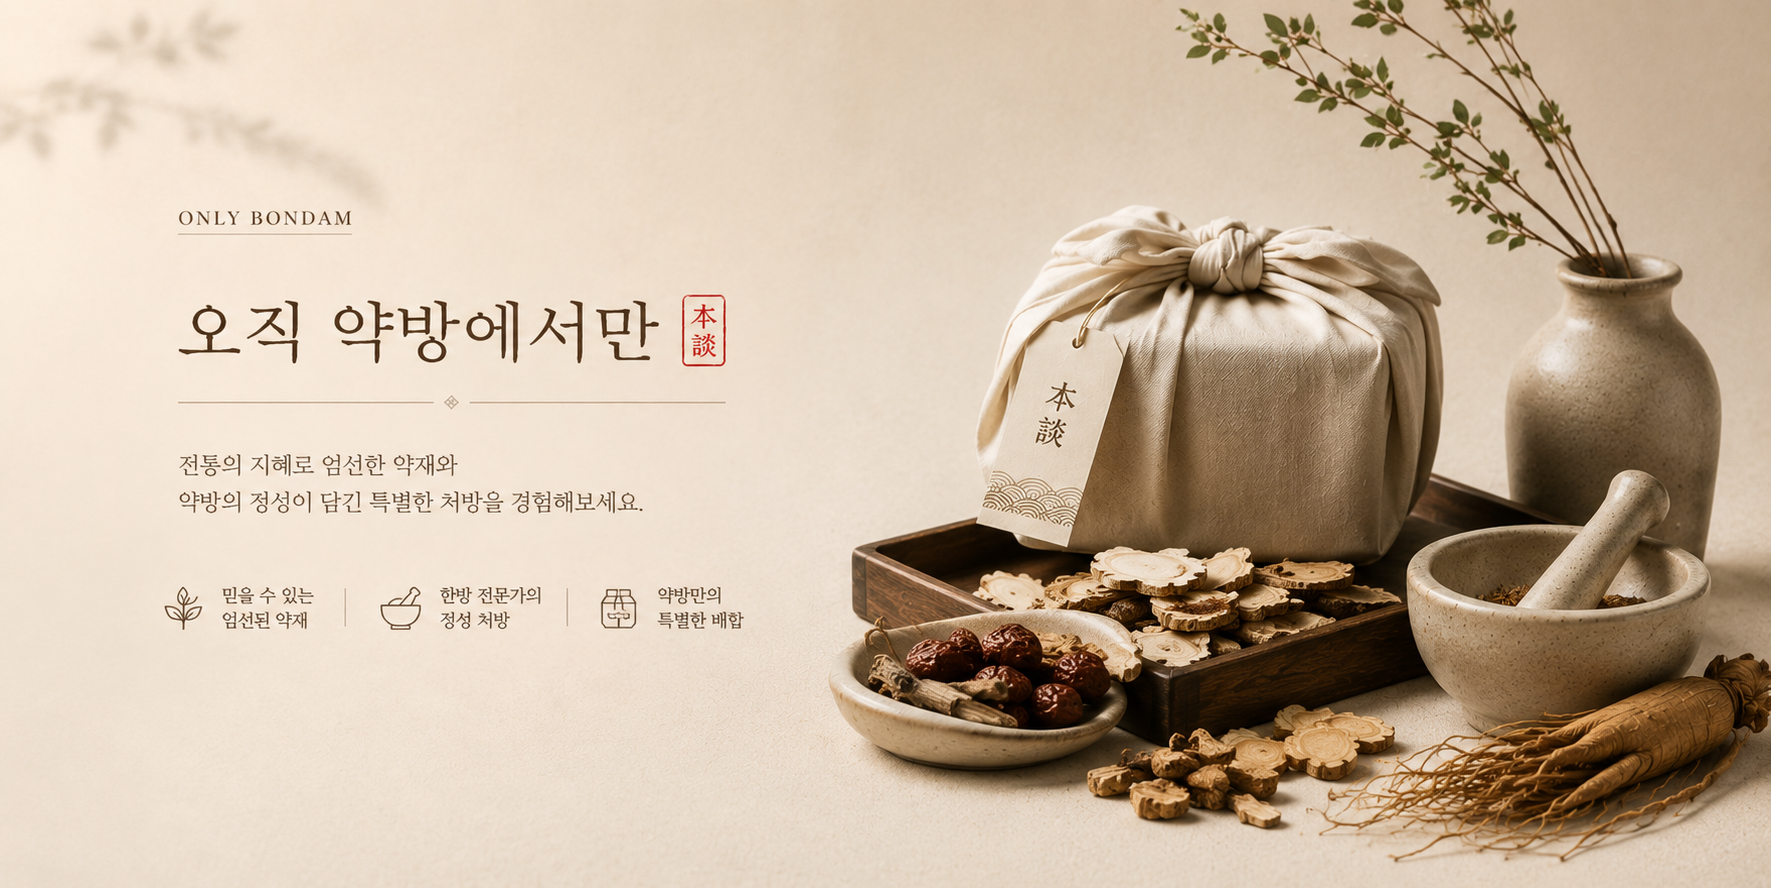 ONLY BONDAM
오직 약방에서만
本
談
전통의 지혜로 엄선한 약재와
약방의 정성이 담긴 특별한 처방을 경험해보세요.
믿을 수 있는
엄선된 약재
한방 전문가의
정성 처방
약방만의
특별한 배합
本
談